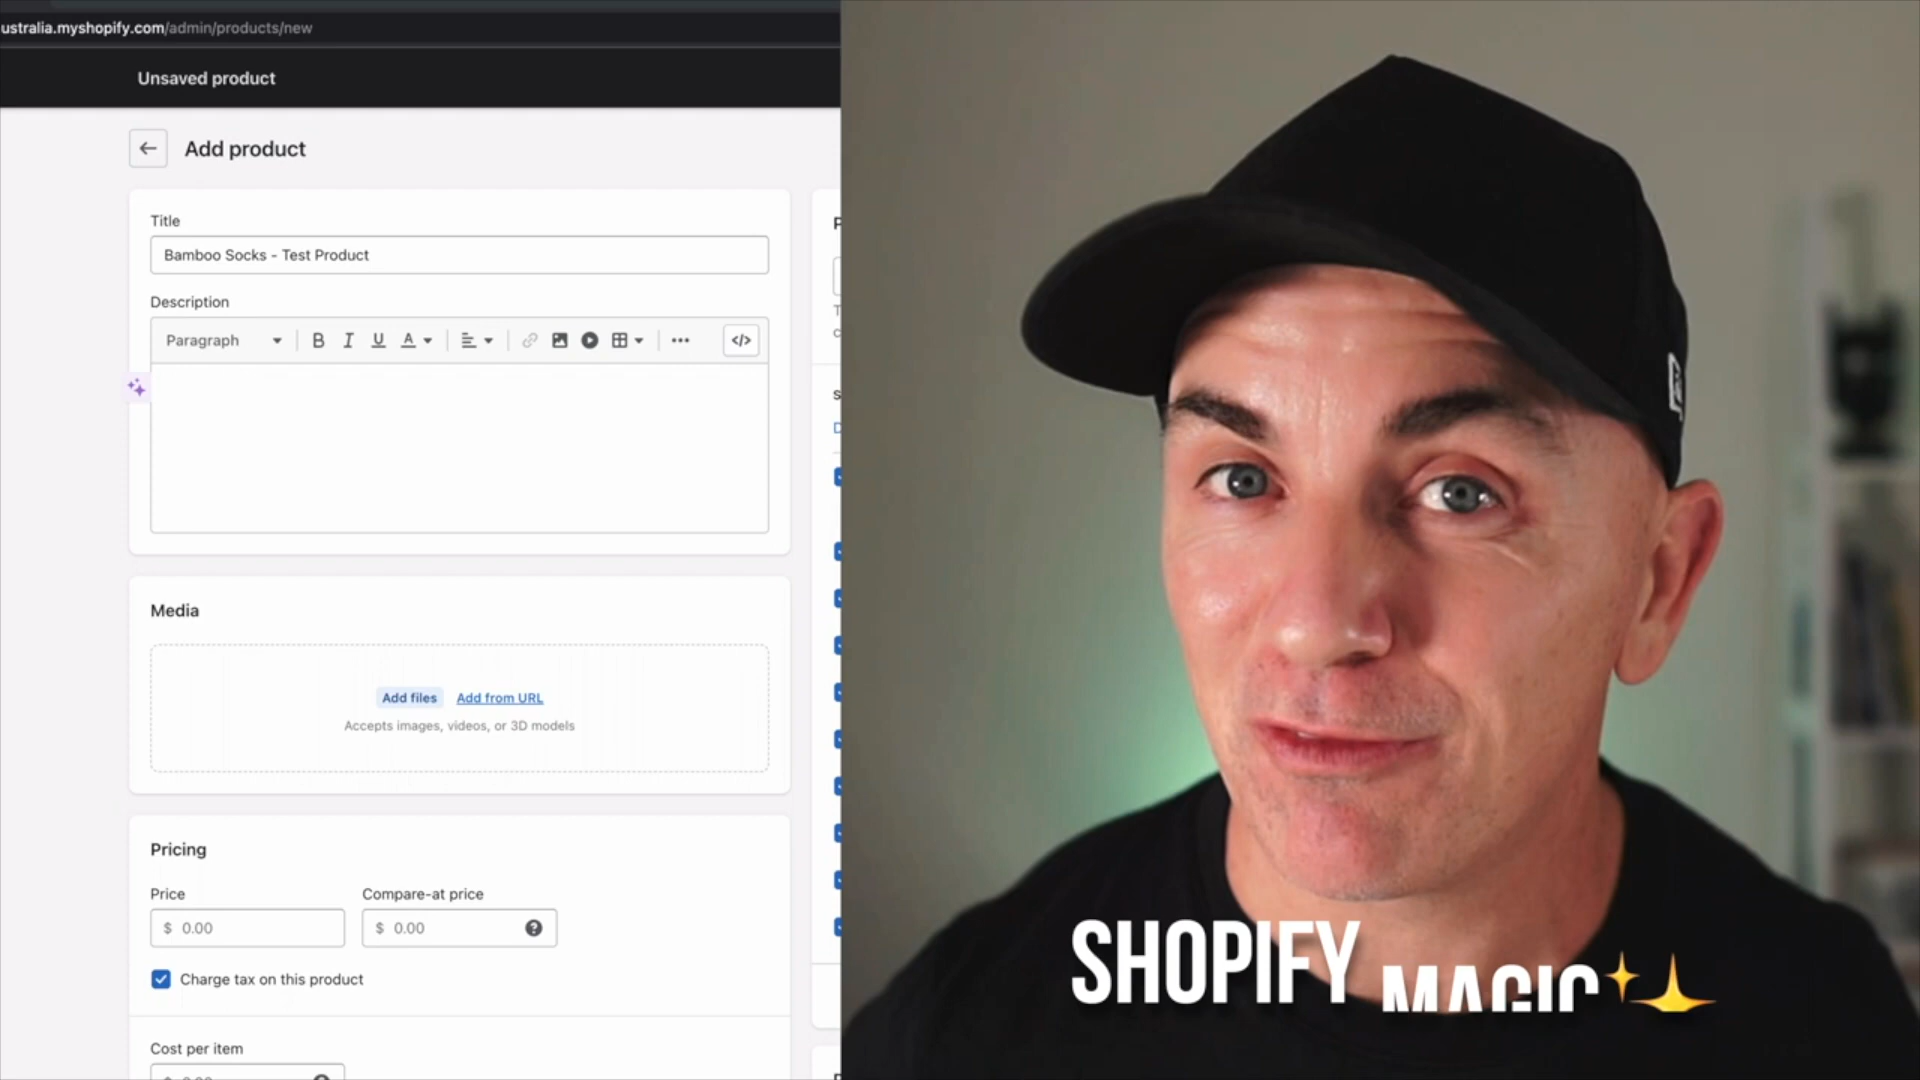 ustralia.myshopify.com/admin/products/new
Unsaved product
Add product
Title
Bamboo Socks - Test Product
Description
Paragraph
B I U A
</>
Media
Add files Add from URL
Accepts images, videos, or 3D models
Pricing
Price Compare-at price
$ 0.00 $ 0.00
Charge tax on this product
Cost per item
SHOPIFY MAGIC